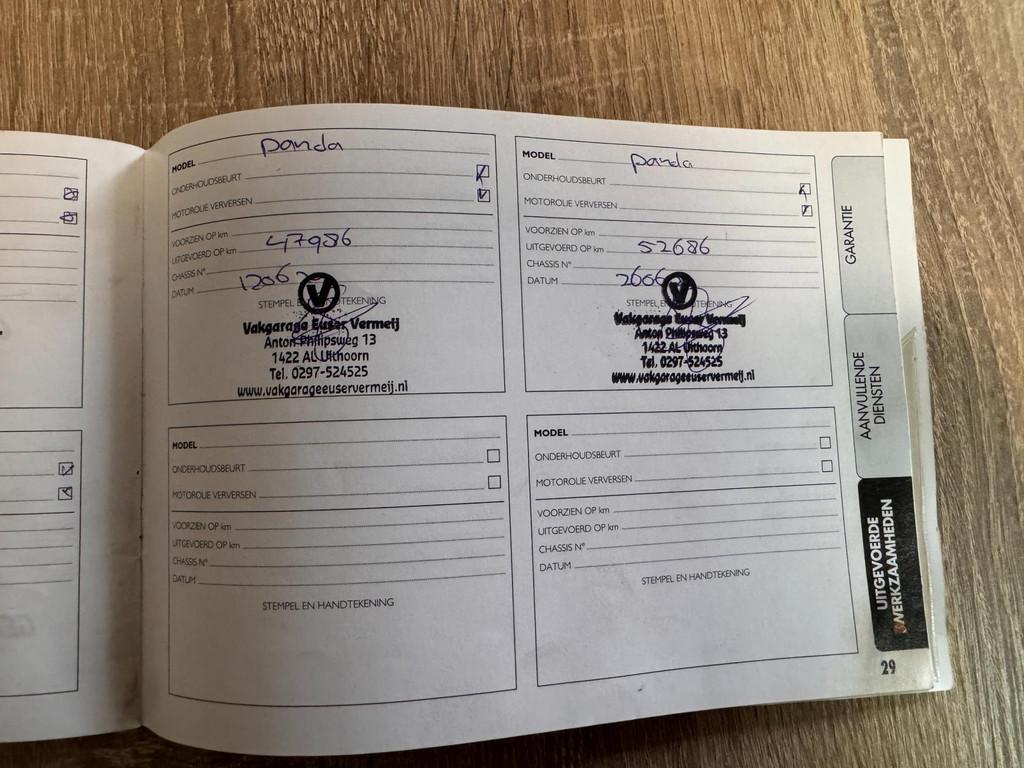 MODEL Panda
ONDERHOUDSBEURT
MOTOROLIE VERVERSEN
VOORZIEN OP km
UITGEVOERD OP km 47986
CHASSIS N°
DATUM 1206
STEMPEL EN HANDTEKENING
Vakgarage Euser Vermeij
Anton Philipsweg 13
1422 AL Uithoorn
Tel. 0297-524525
www.vakgarageeuservermeij.nl
MODEL Panda
ONDERHOUDSBEURT
MOTOROLIE VERVERSEN
VOORZIEN OP km
UITGEVOERD OP km 52686
CHASSIS N°
DATUM 2606
STEMPEL EN HANDTEKENING
Vakgarage Euser Vermeij
Anton Philipsweg 13
1422 AL Uithoorn
Tel. 0297-524525
www.vakgarageeuservermeij.nl
MODEL
ONDERHOUDSBEURT
MOTOROLIE VERVERSEN
VOORZIEN OP km
UITGEVOERD OP km
CHASSIS N°
DATUM
STEMPEL EN HANDTEKENING
MODEL
ONDERHOUDSBEURT
MOTOROLIE VERVERSEN
VOORZIEN OP km
UITGEVOERD OP km
CHASSIS N°
DATUM
STEMPEL EN HANDTEKENING
GARANTIE
AANVULLENDE
DIENSTEN
UITGEVOERDE
WERKZAAMHEDEN
29